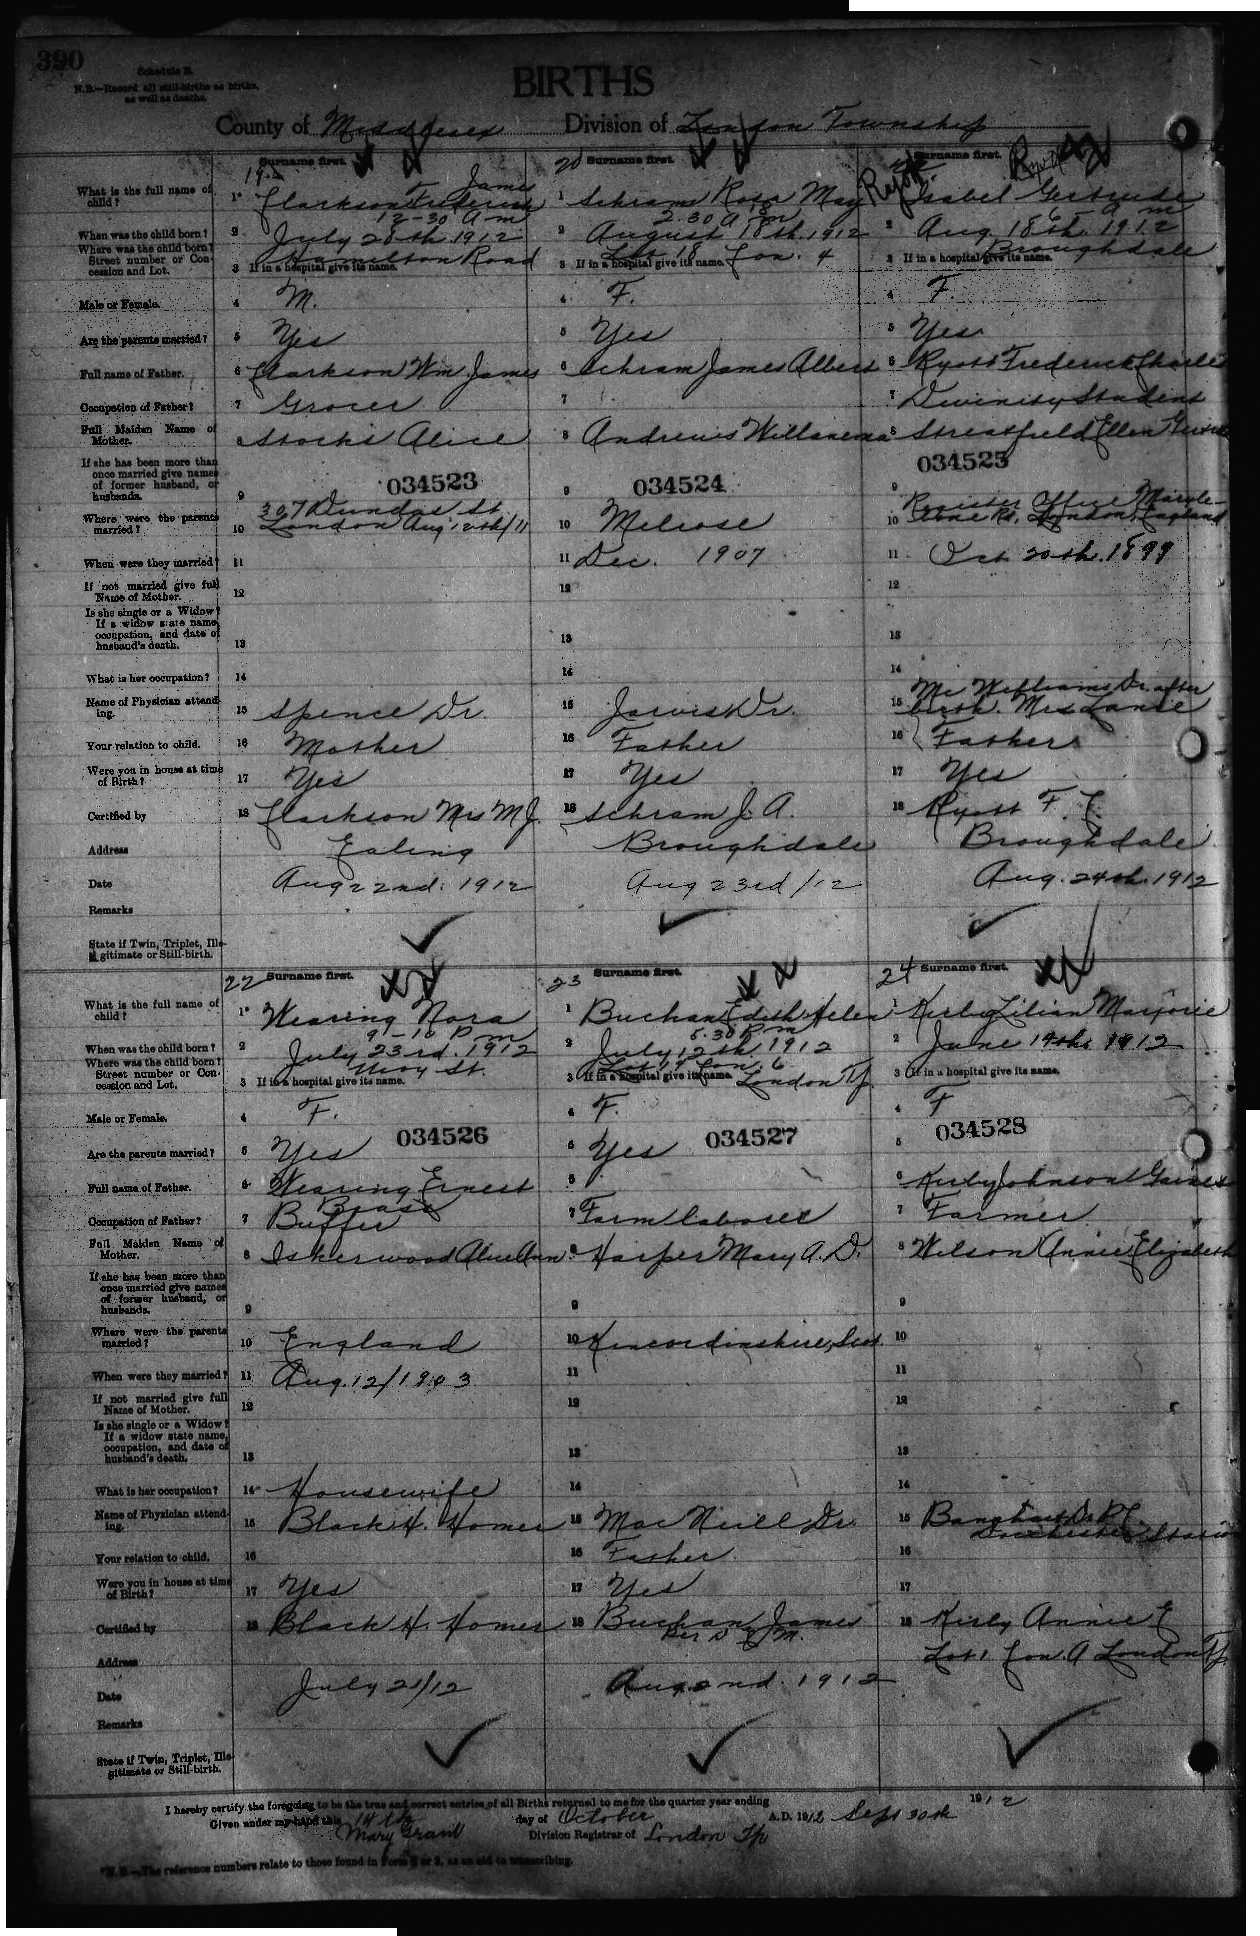 390
Schedule B.
N.B.—Record all still-births as births,
as well as deaths.
BIRTHS
County of Middlesex Division of London Township
19 Surname first.
20 Surname first.
Surname first.
Ryott
What is the full name of child? 1 Clarkson Frederick James
1 Schram Rosa May
Ryott Isabel Gertrude
When was the child born? 2 12-30 a m July 28th 1912
2 2.30 a m August 18th 1912
2 6 a m Aug. 18th 1912
Where was the child born? Street number or Concession and Lot. 3 If in a hospital give its name. Hamilton Road
3 If in a hospital give its name. Lot 18 Con. 4
3 If in a hospital give its name. Broughdale
Male or Female. 4 M.
4 F.
4 F
Are the parents married? 5 Yes
5 Yes
5 Yes
Full name of Father. 6 Clarkson Wm James
6 Schram James Albert
6 Ryott Frederick Charles
Occupation of Father? 7 Grocer
7
7 Divinity Student
Full Maiden Name of Mother. 8 Stocks Alice
8 Andrews Willanema
8 Streatfield Ellen
If she has been more than once married give names of former husband, or husbands. 9 034523
9 034524
9 034525
Where were the parents married? 10 307 Dundas St London Aug 12th/11
10 Melrose
10 Register Office Maryle-bone Rd. London, England
When were they married? 11
11 Dec. 1907
11 Oct 20th. 1899
If not married give full Name of Mother. 12
12
12
Is she single or a Widow? If a widow state name, occupation, and date of husband's death. 13
13
13
What is her occupation? 14
14
14
Name of Physician attending. 15 Spence Dr.
15 Jarvis Dr.
15 Mc Williams Dr. after birth. Mrs Lance
Your relation to child. 16 Mother
16 Father
16 Father
Were you in house at time of Birth? 17 Yes
17 Yes
17 Yes
Certified by 18 Clarkson Mrs M J.
18 Schram J. A.
18 Ryott F. C.
Address Ealing
Broughdale
Broughdale
Date Aug 22nd. 1912
Aug 23rd/12
Aug. 24th. 1912
Remarks
State if Twin, Triplet, Illegitimate or Still-birth.
22 Surname first.
23 Surname first.
24 Surname first.
What is the full name of child? 1 Wearing Nora
1 Buchan Edith Helen
1 Kirby Lilian Marjorie
When was the child born? 2 9-10 P m July 23rd. 1912
2 5.30 P m July 12th. 1912
2 June 19th 1912
Where was the child born? Street number or Concession and Lot. 3 If in a hospital give its name. St.
3 If in a hospital give its name. Lot 19 Con. 6 London Tp.
3 If in a hospital give its name.
Male or Female. 4 F.
4 F.
4 F
Are the parents married? 5 Yes 034526
5 Yes 034527
5 034528
Full name of Father. 6 Wearing Ernest
6
6 Kirby Johnson
Occupation of Father? 7 Brass Buffer
7 Farm laborer
7 Farmer
Full Maiden Name of Mother. 8 Iskerwood Alice Ann
8 Harper Mary A. D.
8 Wilson Annie Elizabeth
If she has been more than once married give names of former husband, or husbands. 9
9
9
Where were the parents married? 10 England
10 Kincordinshire, Scot.
10
When were they married? 11 Aug. 12/1903
11
11
If not married give full Name of Mother. 12
12
12
Is she single or a Widow? If a widow state name, occupation, and date of husband's death. 13
13
13
What is her occupation? 14 Housewife
14
14
Name of Physician attending. 15 Black H. Homer
15 Mac Neill Dr.
15 Dr. Dorchester Station
Your relation to child. 16
16 Father
16
Were you in house at time of Birth? 17 Yes
17 Yes
17
Certified by 18 Black H. Homer
18 Buchan James
18 Kirby Annie E
Address
Lot 1 Con. A London Tp.
Date July 21/12
Aug 2nd. 1912
Remarks
State if Twin, Triplet, Illegitimate or Still-birth.
I hereby certify the foregoing to be the true and correct entries of all Births returned to me for the quarter year ending Sept 30th 1912
Given under my hand this 14th day of October A.D. 1912
Mary Grant Division Registrar of London Tp
*N.B.—The reference numbers relate to those found in Form 1 or 2, as an aid to transcribing.